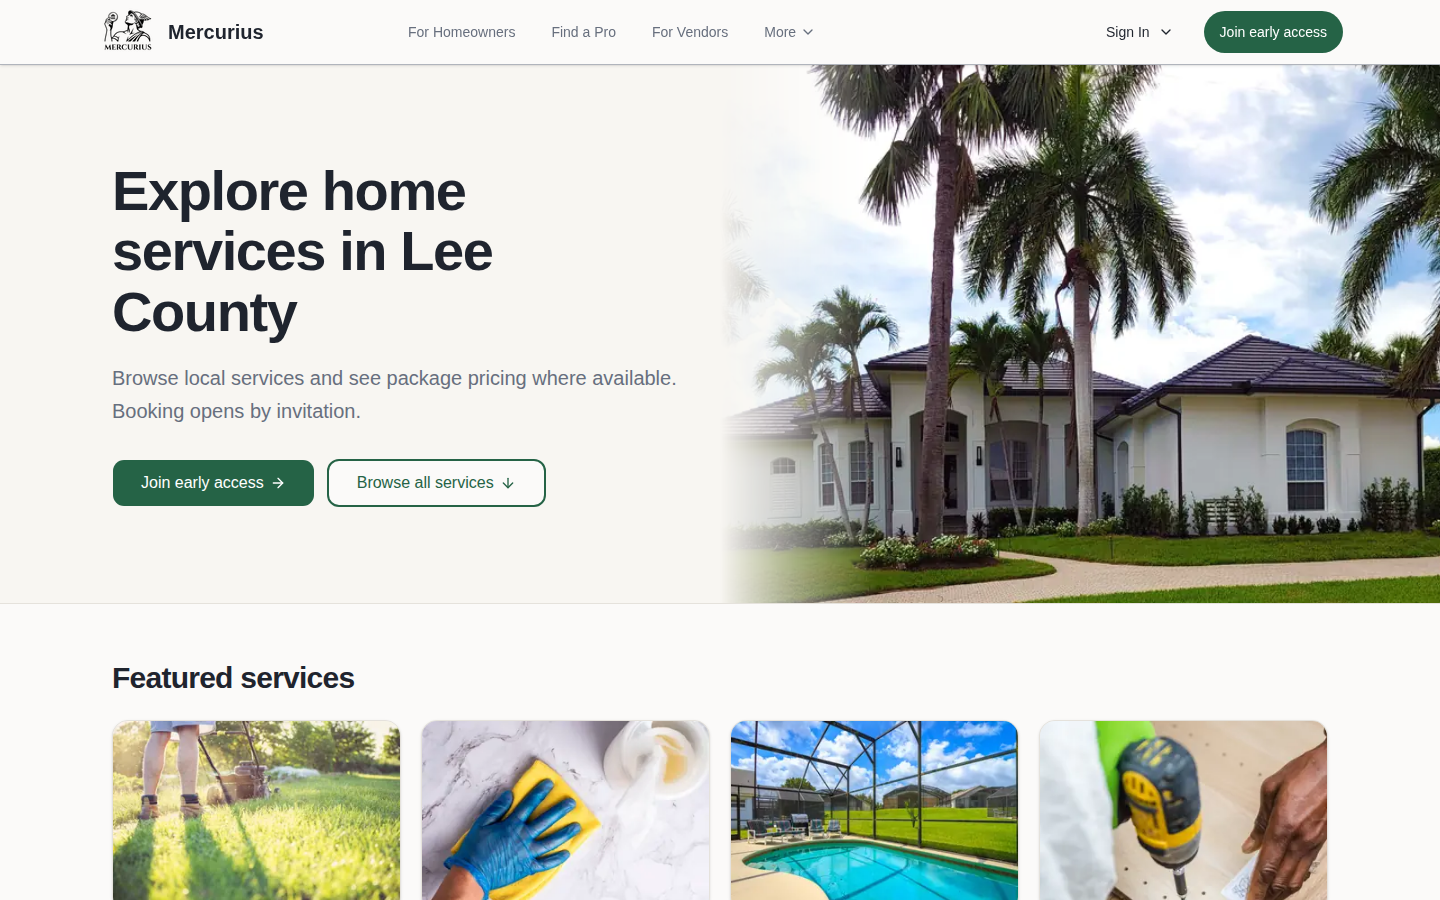 MERCURIUS
Mercurius
For Homeowners
Find a Pro
For Vendors
More
Sign In
Join early access
Explore home
services in Lee
County
Browse local services and see package pricing where available.
Booking opens by invitation.
Join early access
Browse all services
Featured services